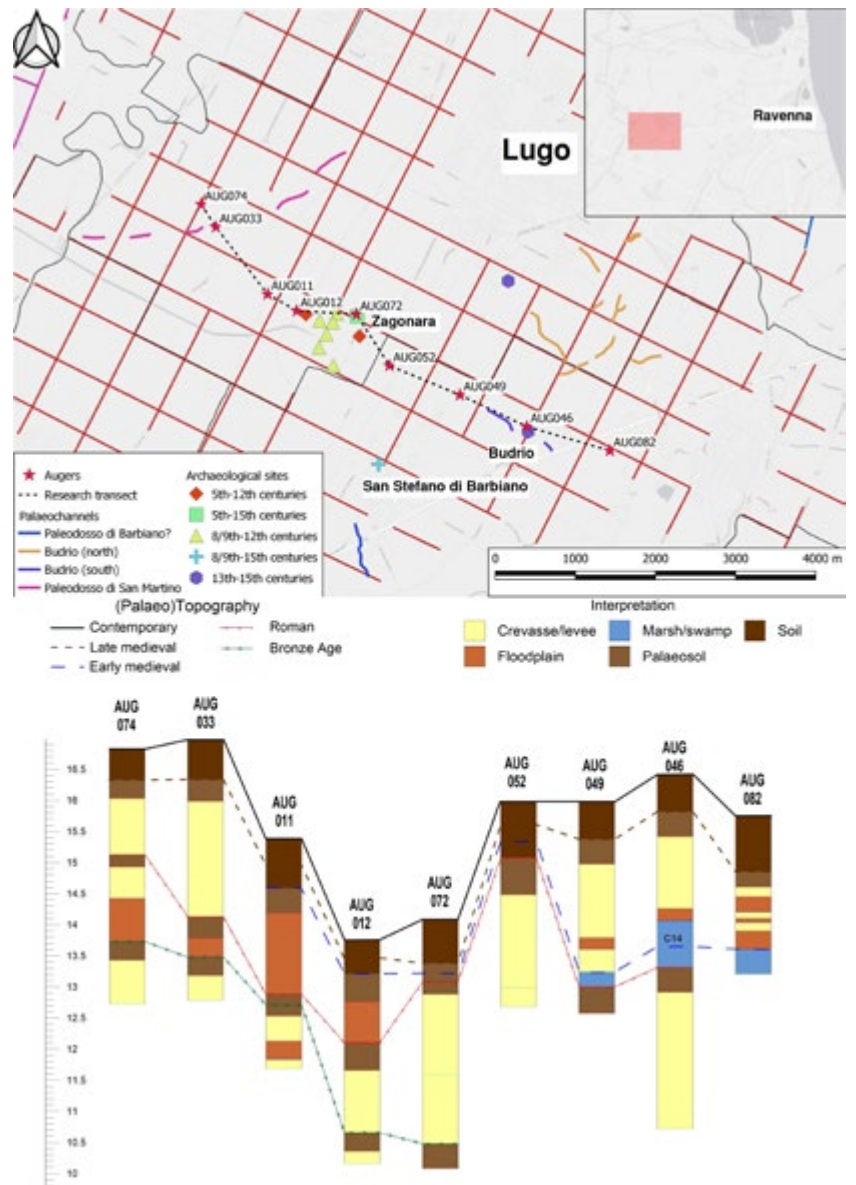 Ravenna
Lugo
AUG074
AUG033
AUG011
AUG012
AUG072
Zagonara
AUG052
AUG049
AUG046
AUG082
Budrio
San Stefano di Barbiano
Augers
Research transect
Palaeochannels
Paleodosso di Barbiano?
Budrio (north)
Budrio (south)
Paleodosso di San Martino
Archaeological sites
5th-12th centuries
5th-15th centuries
8/9th-12th centuries
8/9th-15th centuries
13th-15th centuries
0 1000 2000 3000 4000 m
(Palaeo)Topography
Contemporary
Late medieval
Early medieval
Roman
Bronze Age
Interpretation
Crevasse/levee
Floodplain
Marsh/swamp
Palaeosol
Soil
AUG
074
AUG
033
AUG
011
AUG
012
AUG
072
AUG
052
AUG
049
AUG
046
AUG
082
C14
16.5
16
15.5
15
14.5
14
13.5
13
12.5
12
11.5
11
10.5
10